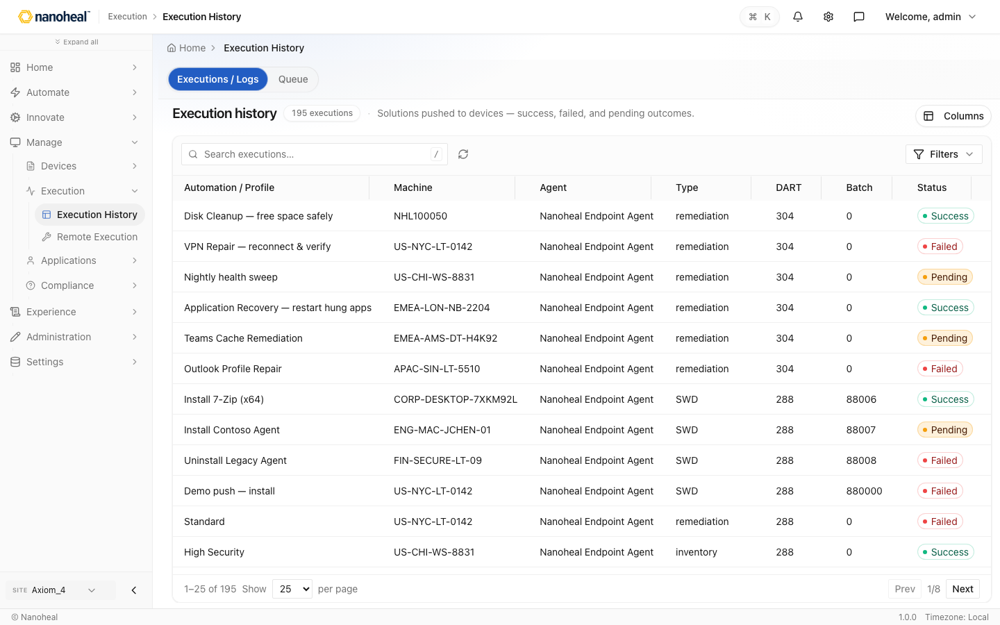 nanoheal™
Execution
Execution History
⌘ K
Welcome, admin
Expand all
Home
Automate
Innovate
Manage
Devices
Execution
Execution History
Remote Execution
Applications
Compliance
Experience
Administration
Settings
SITE Axiom_4
Home
Execution History
Executions / Logs
Queue
Execution history
195 executions
· Solutions pushed to devices — success, failed, and pending outcomes.
Columns
Search executions...
/
Filters
Automation / Profile Machine Agent Type DART Batch Status
Disk Cleanup — free space safely NHL100050 Nanoheal Endpoint Agent remediation 304 0 Success
VPN Repair — reconnect & verify US-NYC-LT-0142 Nanoheal Endpoint Agent remediation 304 0 Failed
Nightly health sweep US-CHI-WS-8831 Nanoheal Endpoint Agent remediation 304 0 Pending
Application Recovery — restart hung apps EMEA-LON-NB-2204 Nanoheal Endpoint Agent remediation 304 0 Success
Teams Cache Remediation EMEA-AMS-DT-H4K92 Nanoheal Endpoint Agent remediation 304 0 Pending
Outlook Profile Repair APAC-SIN-LT-5510 Nanoheal Endpoint Agent remediation 304 0 Failed
Install 7-Zip (x64) CORP-DESKTOP-7XKM92L Nanoheal Endpoint Agent SWD 288 88006 Success
Install Contoso Agent ENG-MAC-JCHEN-01 Nanoheal Endpoint Agent SWD 288 88007 Pending
Uninstall Legacy Agent FIN-SECURE-LT-09 Nanoheal Endpoint Agent SWD 288 88008 Failed
Demo push — install US-NYC-LT-0142 Nanoheal Endpoint Agent SWD 288 880000 Failed
Standard US-NYC-LT-0142 Nanoheal Endpoint Agent remediation 288 0 Failed
High Security US-CHI-WS-8831 Nanoheal Endpoint Agent inventory 288 0 Success
1–25 of 195 Show 25 per page
Prev 1/8 Next
© Nanoheal
1.0.0 Timezone: Local